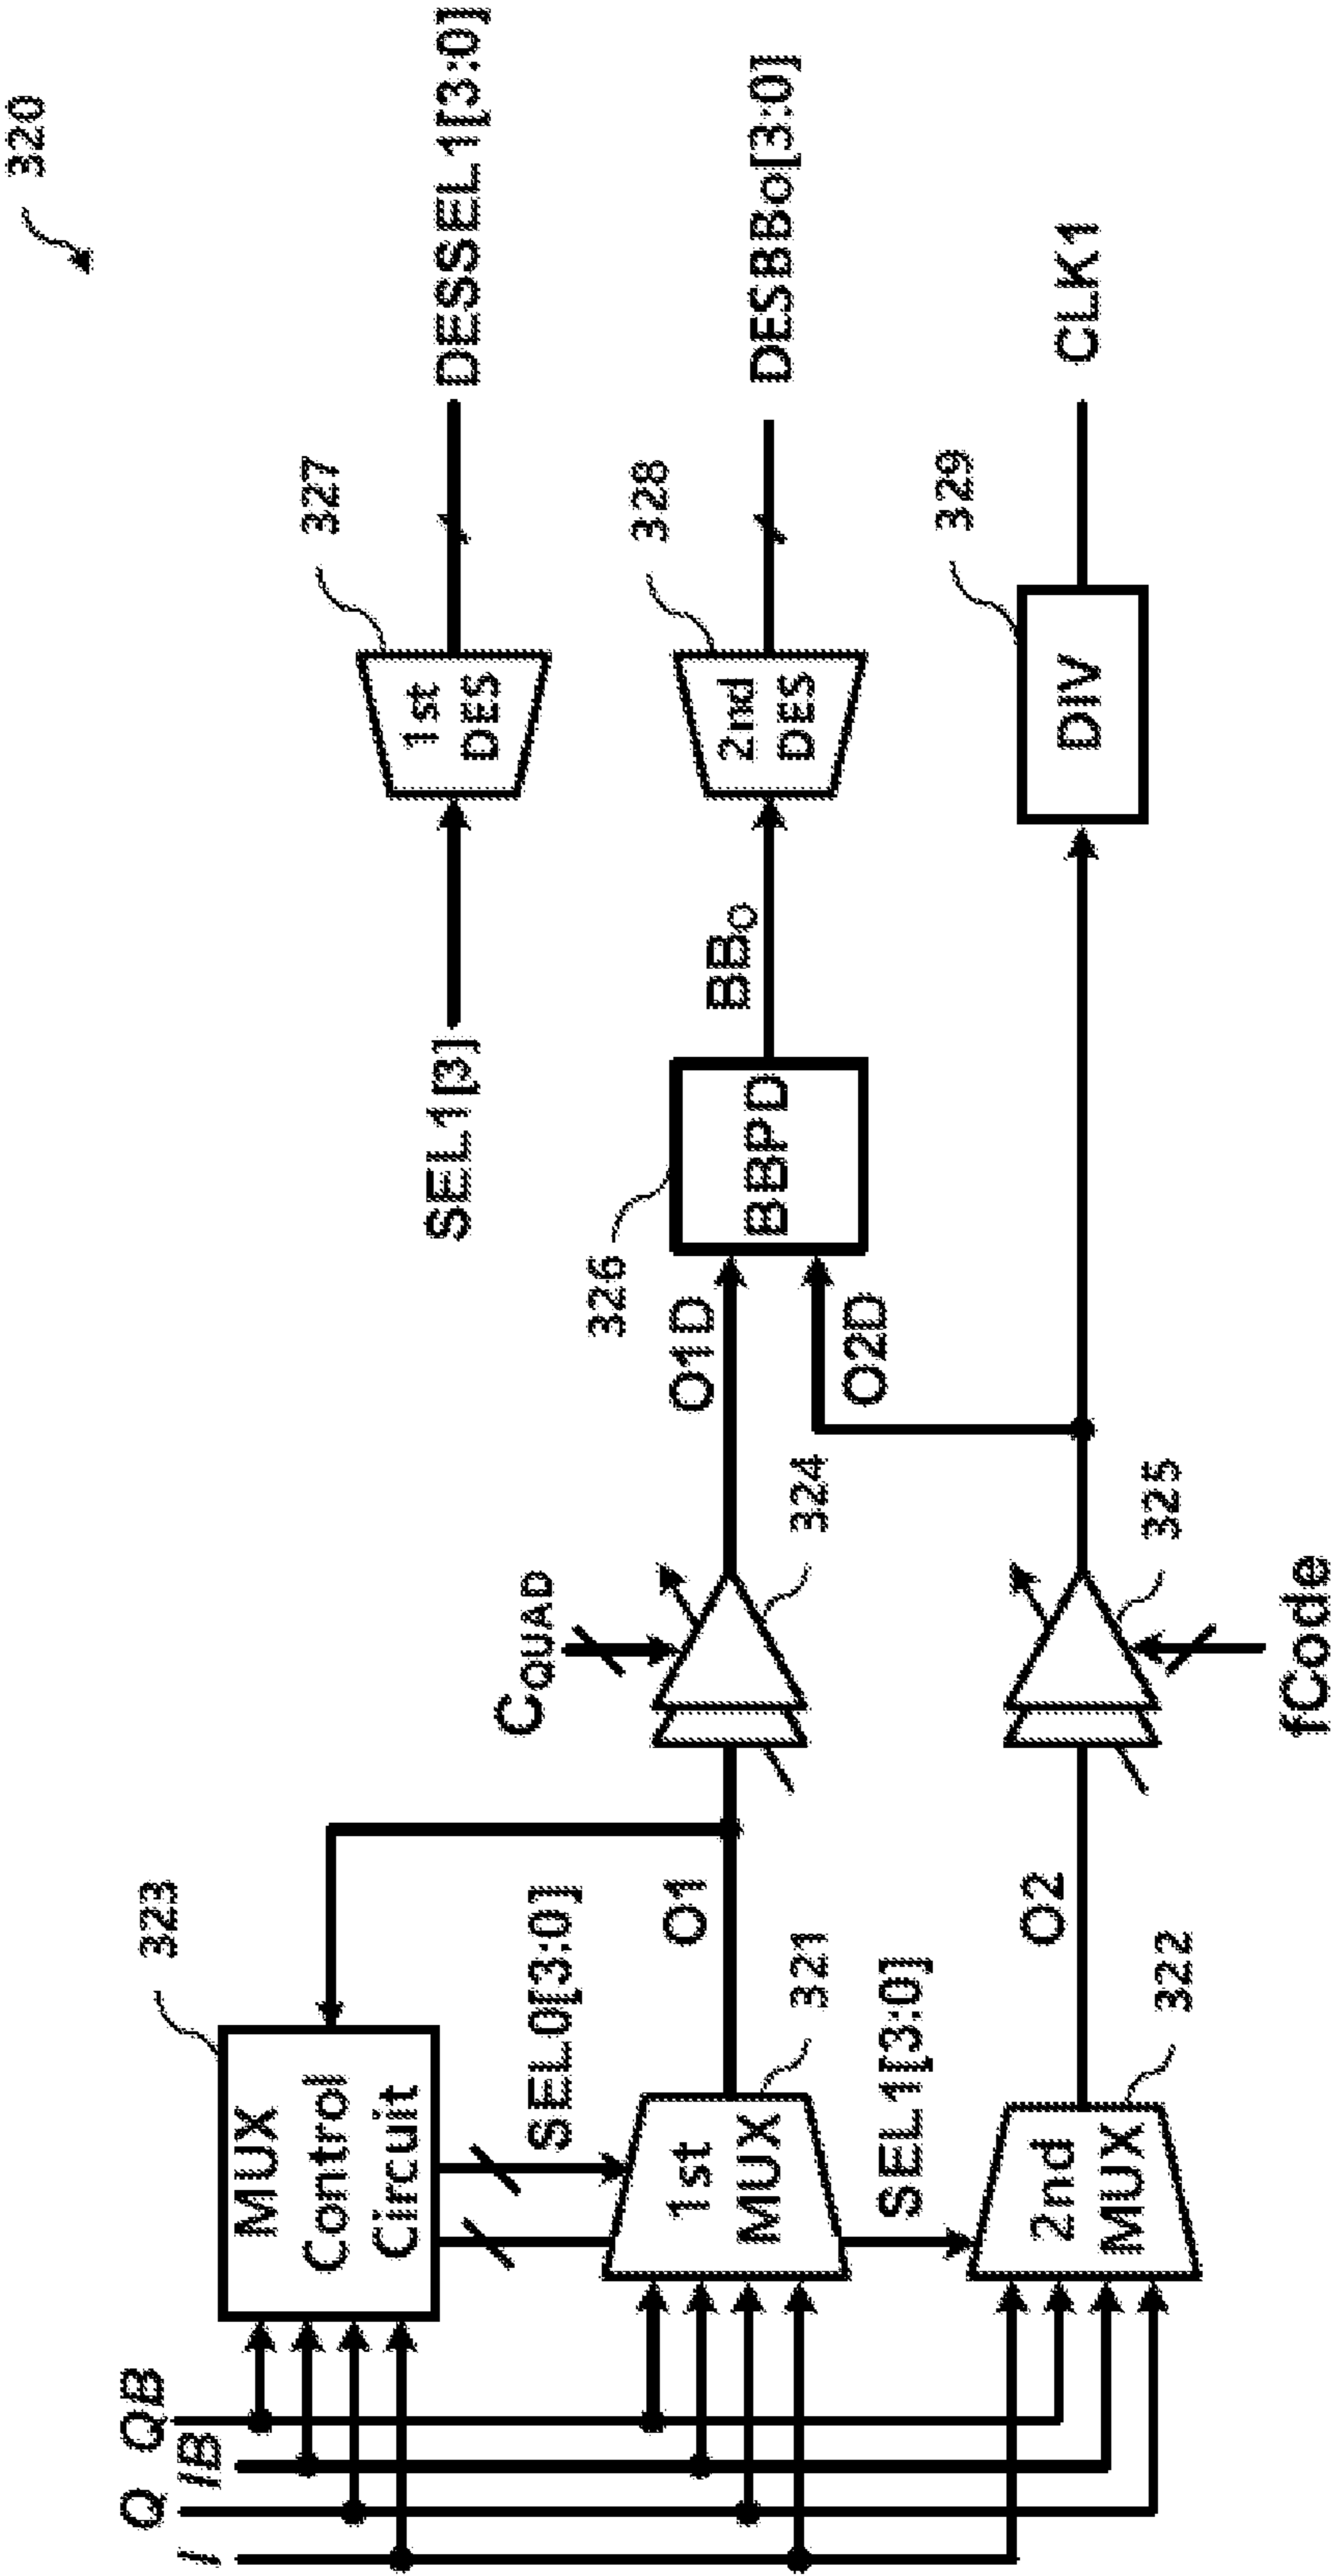 320
I
Q
IB
QB
MUX
Control
Circuit
323
SEL0[3:0]
1st
MUX
321
SEL1[3:0]
2nd
MUX
322
O1
O2
CQUAD
324
fCode
325
O1D
O2D
326
BBPD
BBO
SEL1[3]
1st
DES
327
DESSEL1[3:0]
2nd
DES
328
DESBBO[3:0]
DIV
329
CLK1